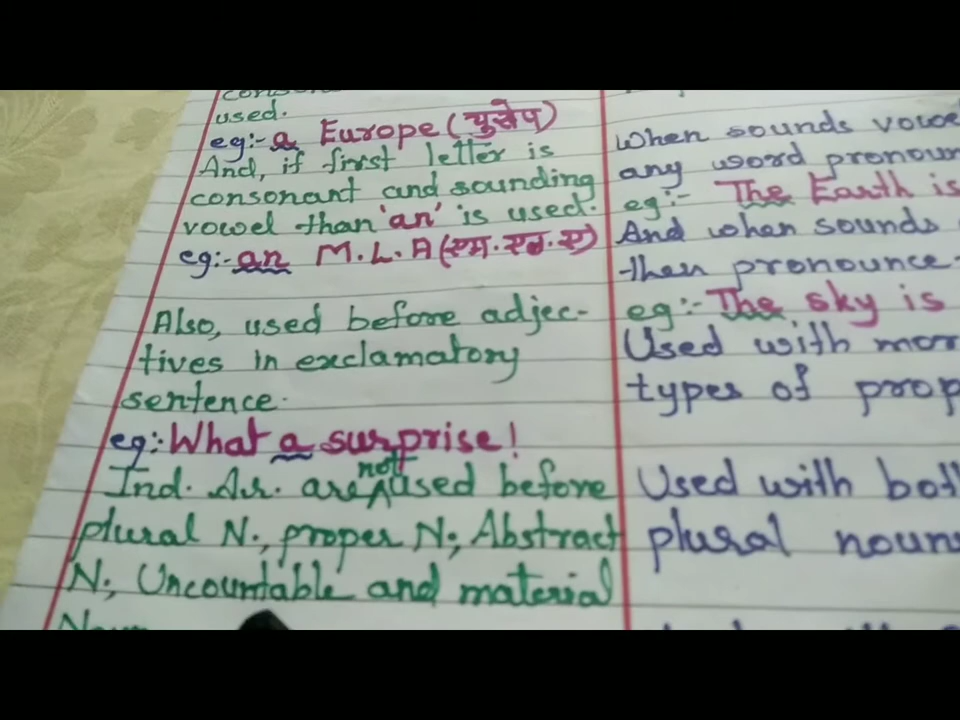 used.
eg:- a Europe (युरोप)
And, if first letter is
consonant and sounding
vowel than 'an' is used.
eg:- an M.L.A (एम.एल.ए)
Also, used before adjec-
tives in exclamatory
sentence.
eg:- What a surprise!
Ind. Ar. are not used before
plural N., proper N., Abstract
N., Uncountable and material
When sounds vowe
any word pronoun
eg:- The Earth is
And when sounds
then pronounce
eg:- The sky is
Used with mor
types of prop
Used with bot
plural noun